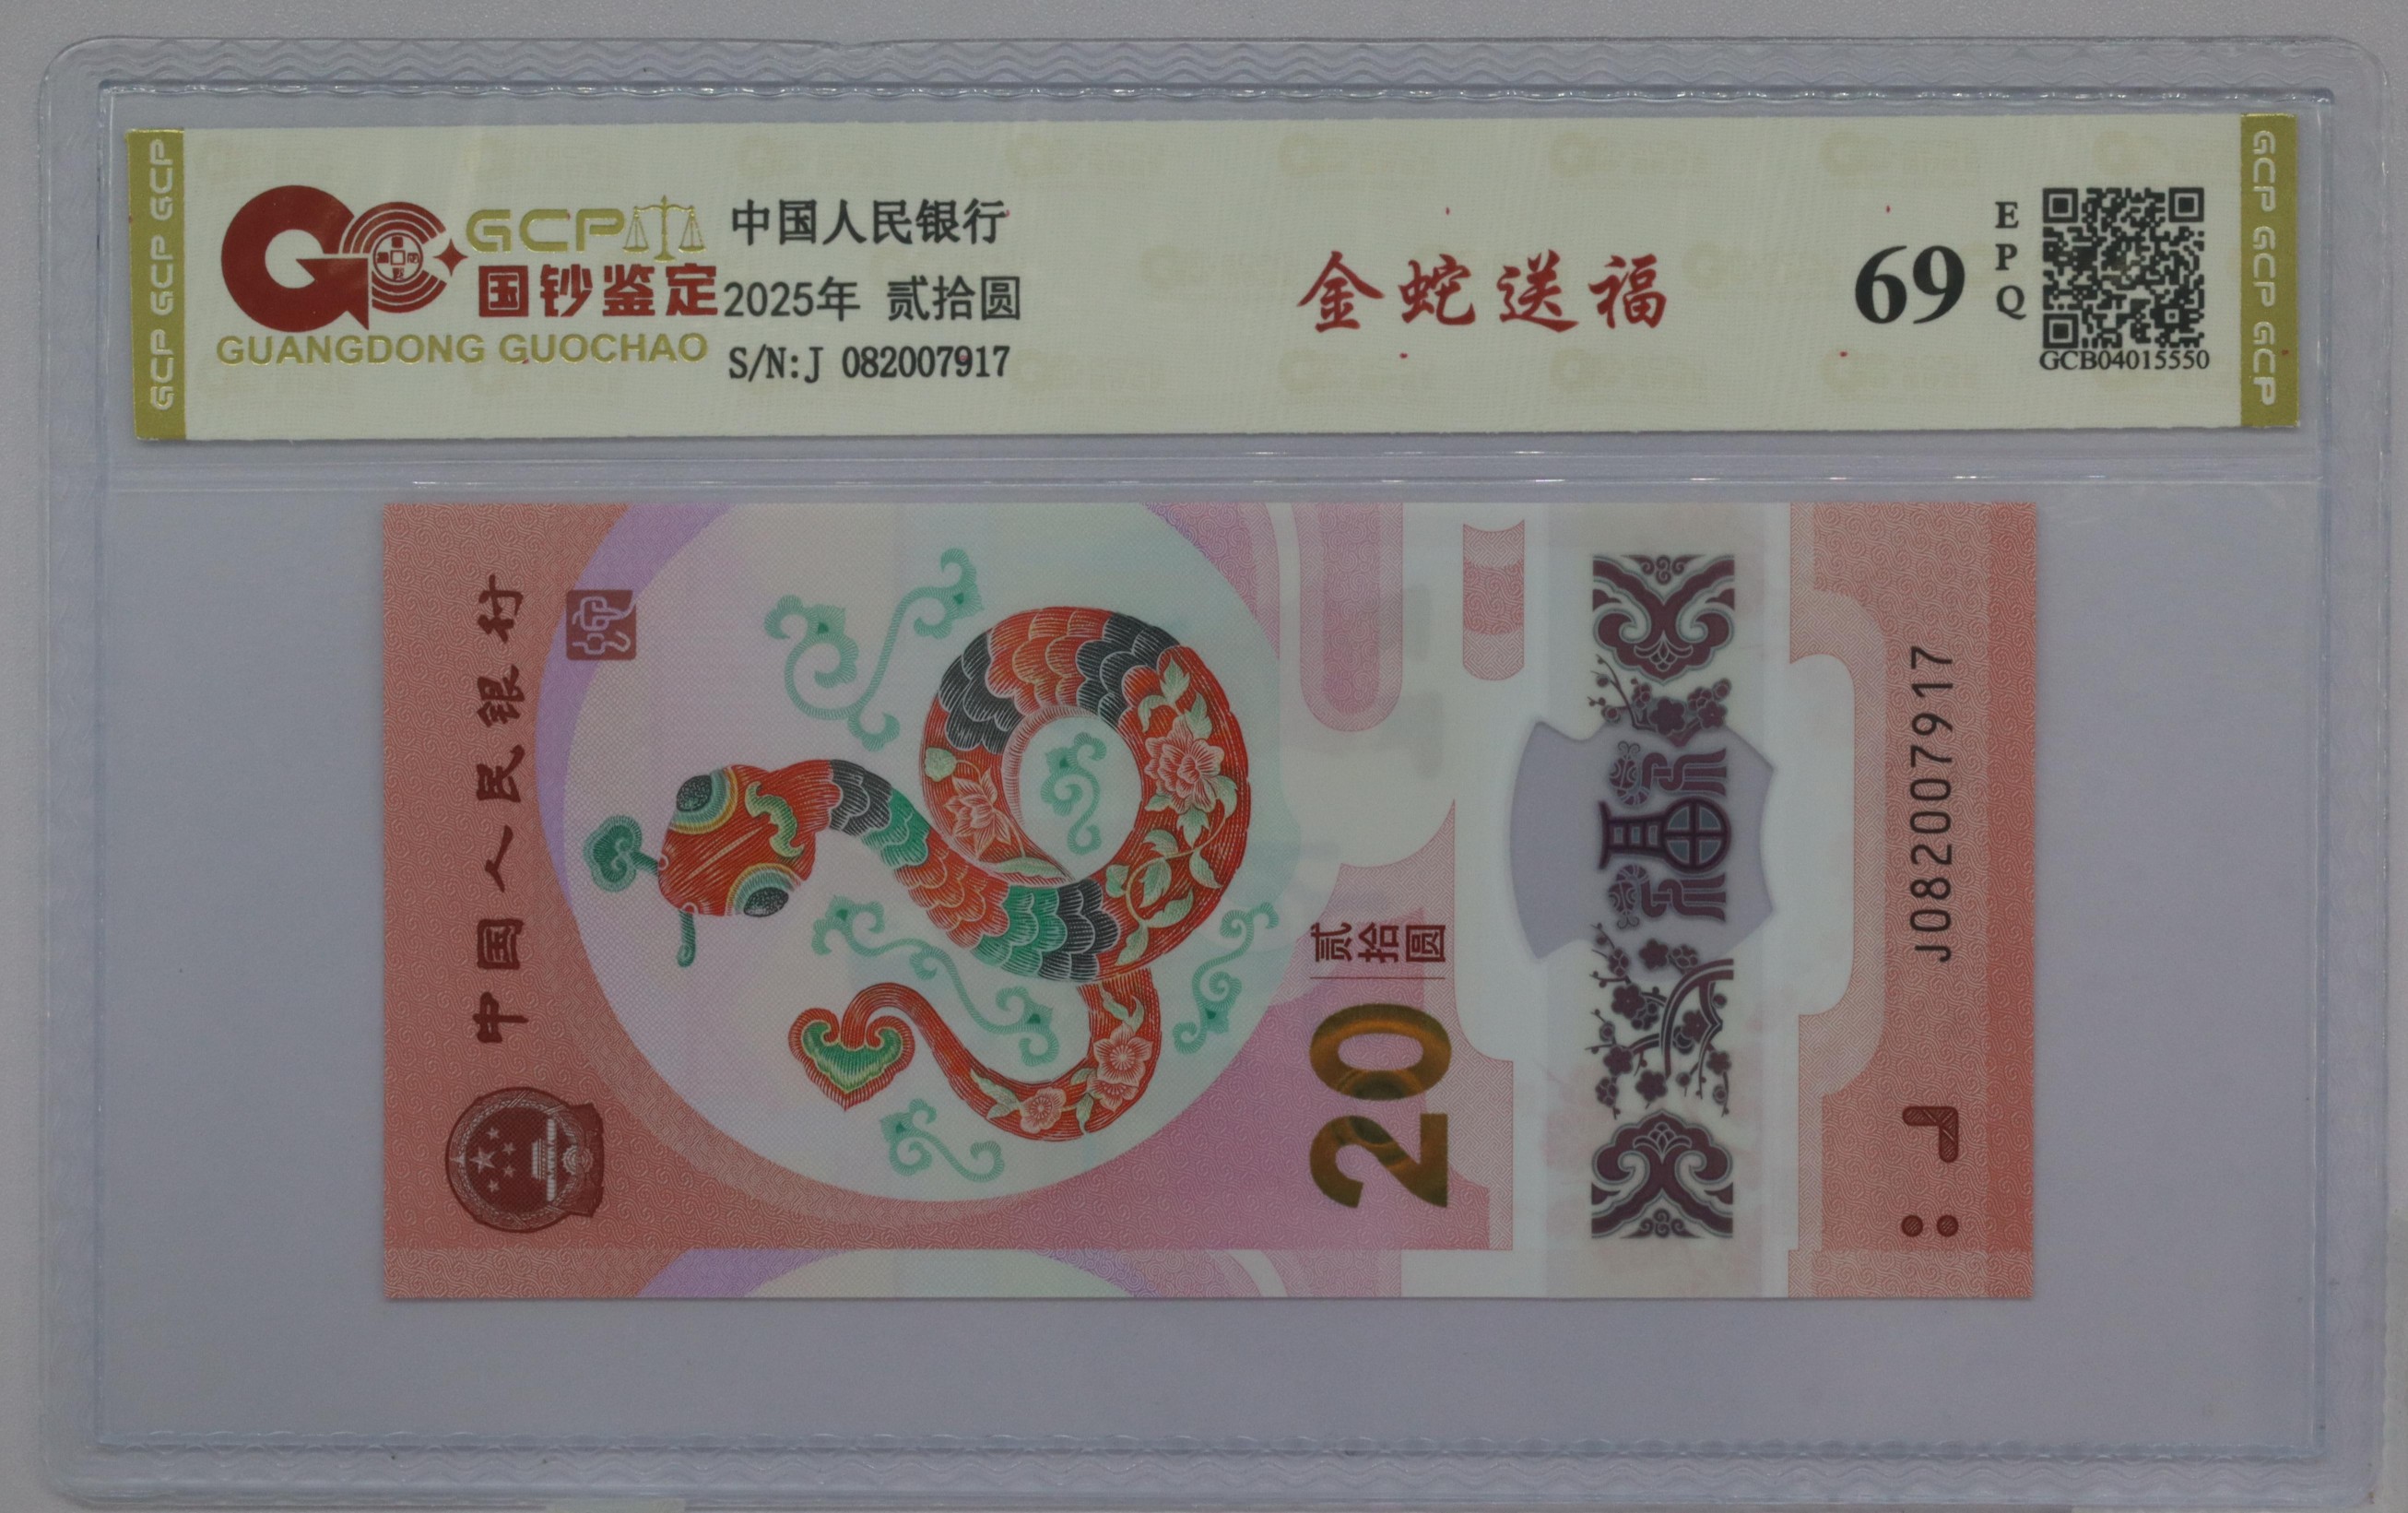 GCP GCP GCP
GCP
国钞鉴定
GUANGDONG GUOCHAO
中国人民银行
2025年 贰拾圆
S/N:J 082007917
金蛇送福
69
EPQ
GCB04015550
GCP GCP GCP
中国人民银行
20
贰拾圆
福
J082007917